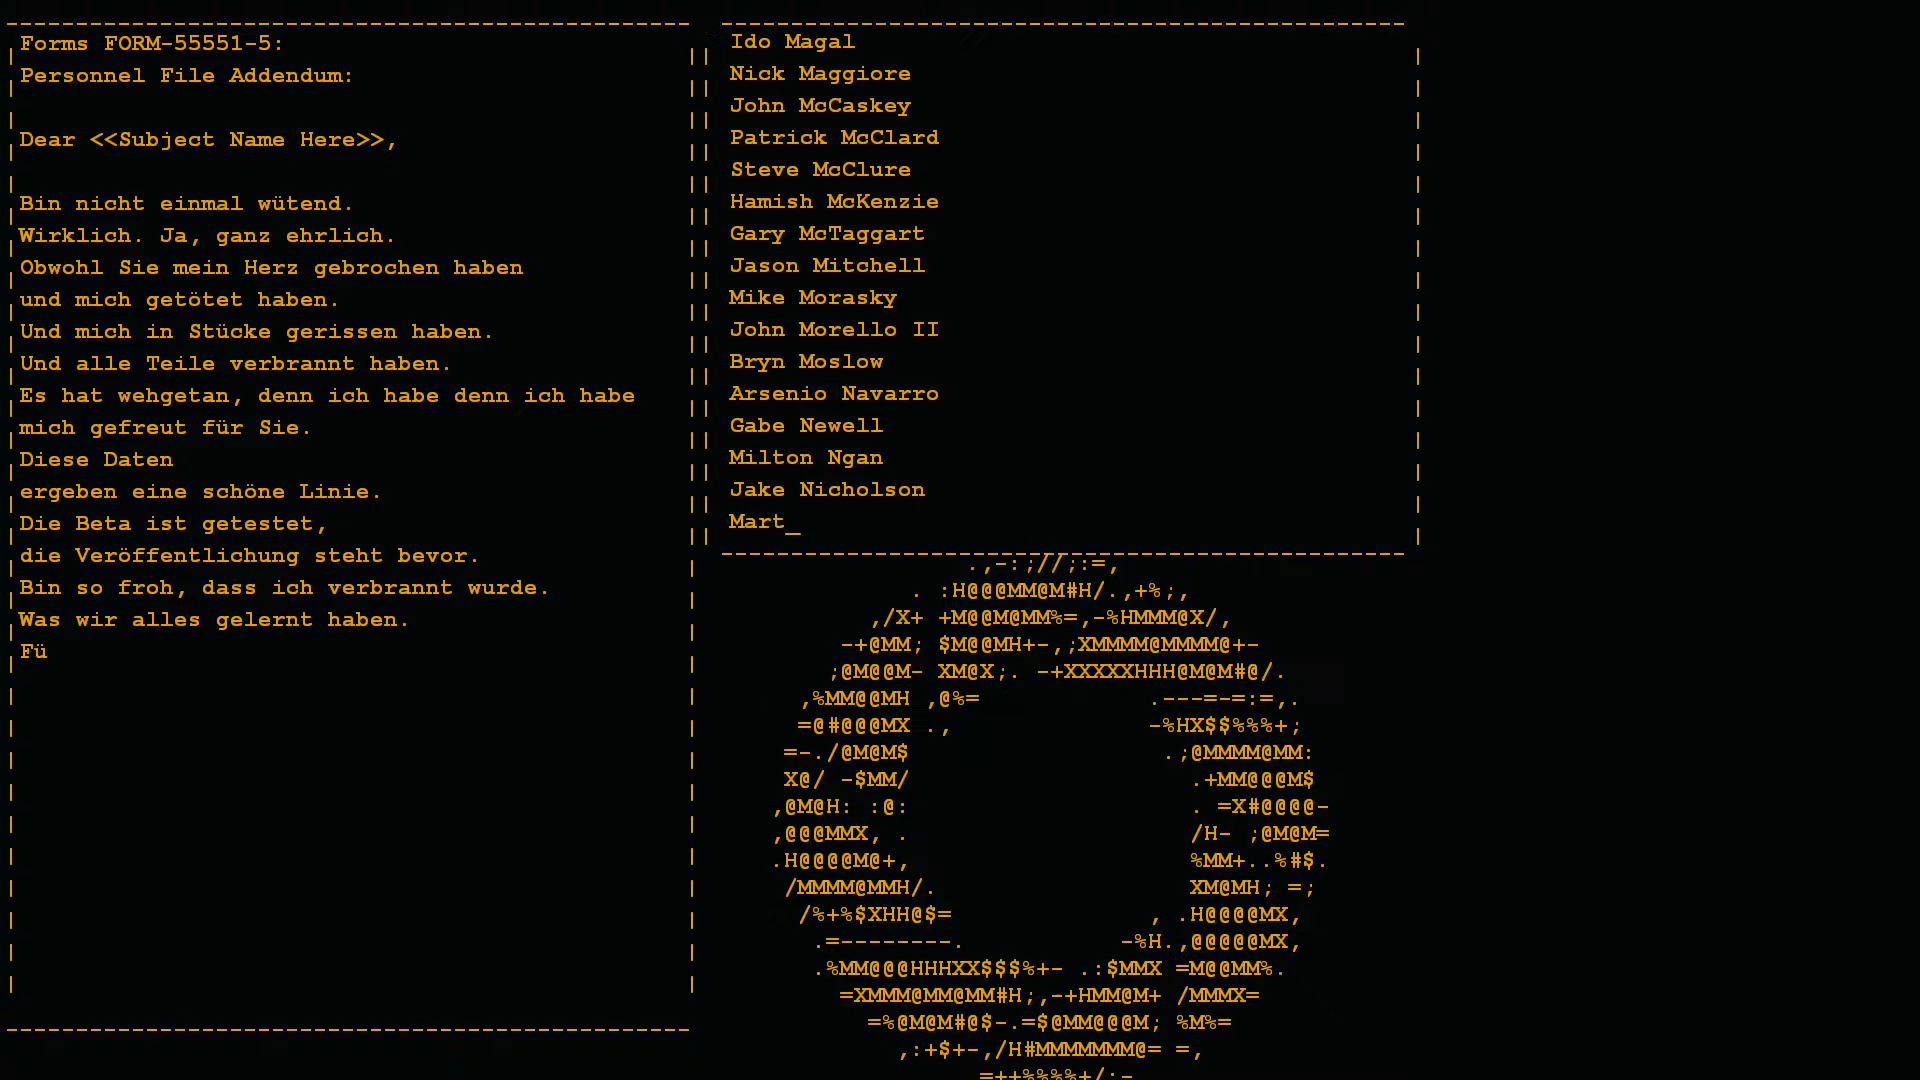 Forms FORM-55551-5:
Personnel File Addendum:
Dear <<Subject Name Here>>,
Bin nicht einmal wütend.
Wirklich. Ja, ganz ehrlich.
Obwohl Sie mein Herz gebrochen haben
und mich getötet haben.
Und mich in Stücke gerissen haben.
Und alle Teile verbrannt haben.
Es hat wehgetan, denn ich habe denn ich habe
mich gefreut für Sie.
Diese Daten
ergeben eine schöne Linie.
Die Beta ist getestet,
die Veröffentlichung steht bevor.
Bin so froh, dass ich verbrannt wurde.
Was wir alles gelernt haben.
Fü
Ido Magal
Nick Maggiore
John McCaskey
Patrick McClard
Steve McClure
Hamish McKenzie
Gary McTaggart
Jason Mitchell
Mike Morasky
John Morello II
Bryn Moslow
Arsenio Navarro
Gabe Newell
Milton Ngan
Jake Nicholson
Mart_